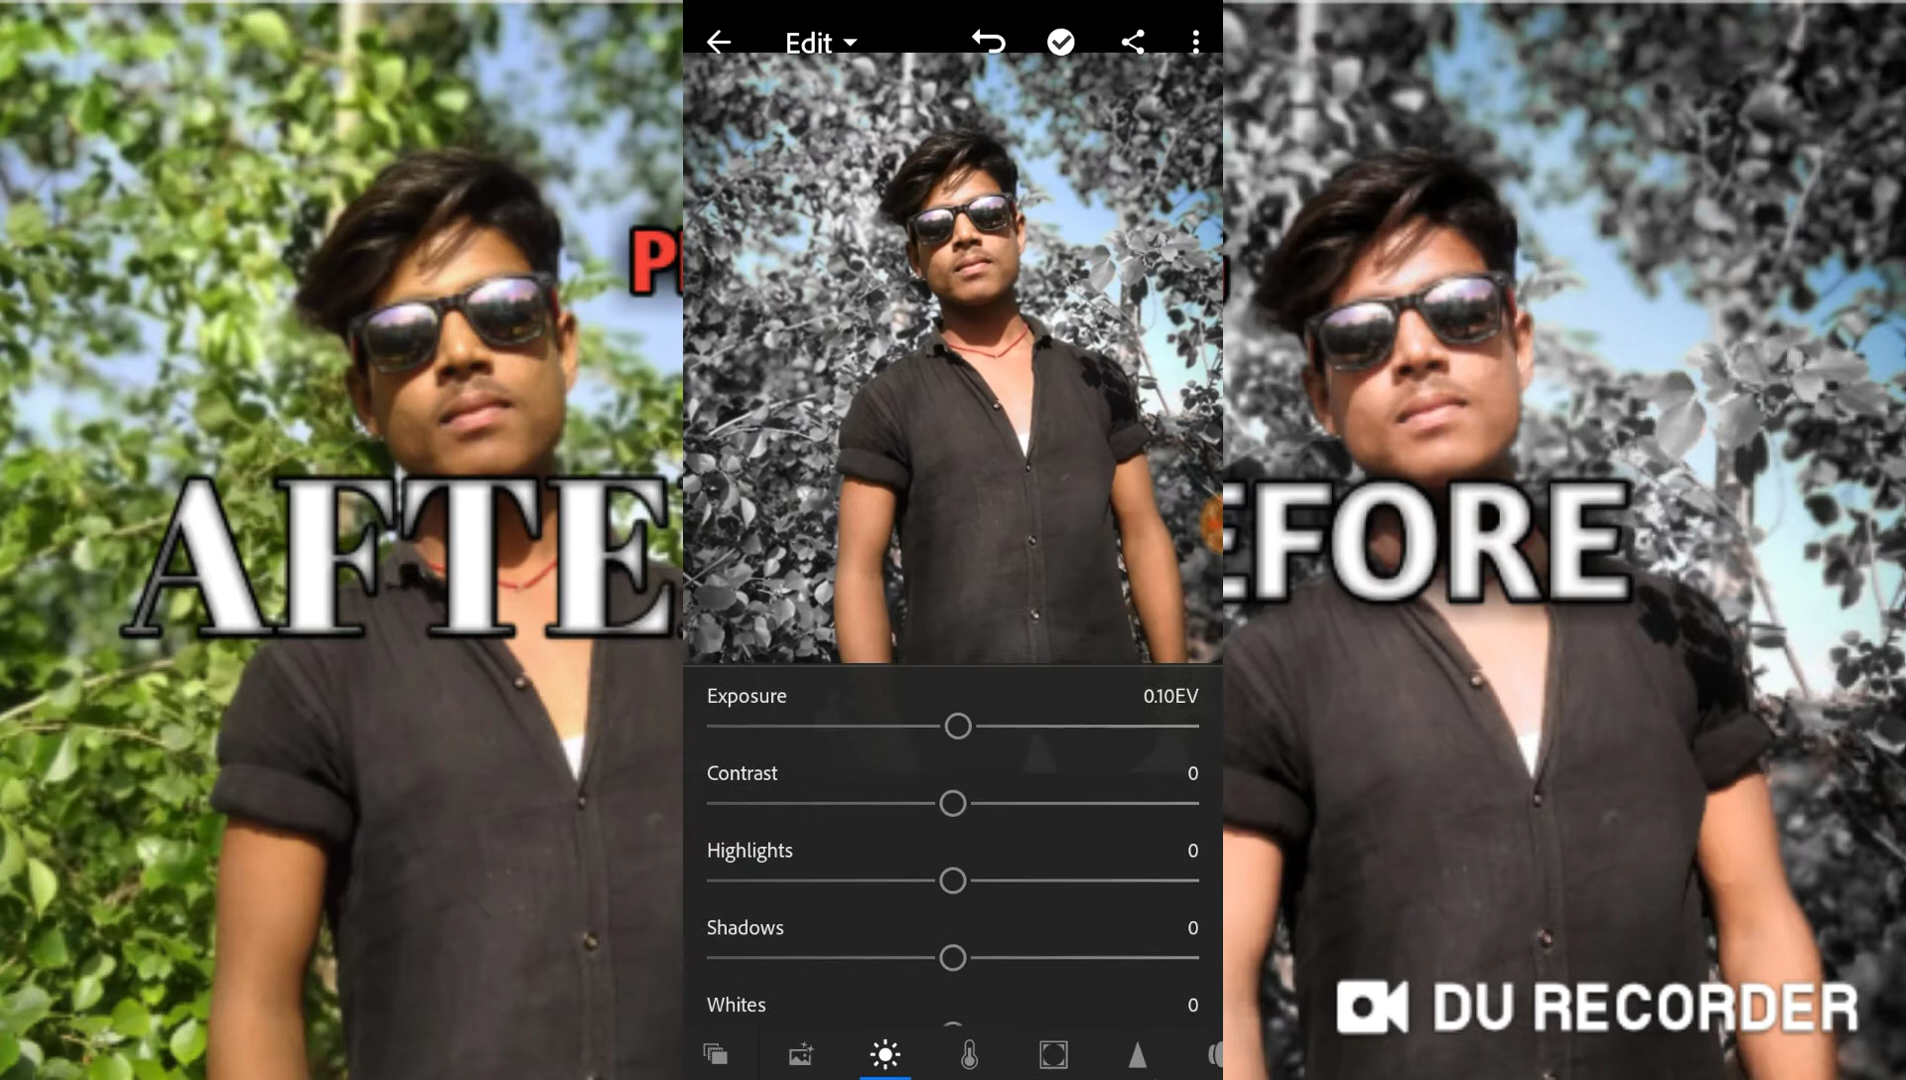 Edit
P
AFTE
EFORE
Exposure 0.10EV
Contrast 0
Highlights 0
Shadows 0
Whites 0
DU RECORDER